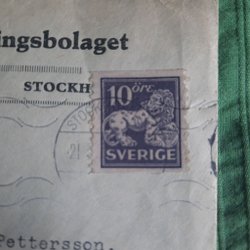 ingsbolaget
STOCKH
10 ÖRE
SVERIGE
Pettersson.